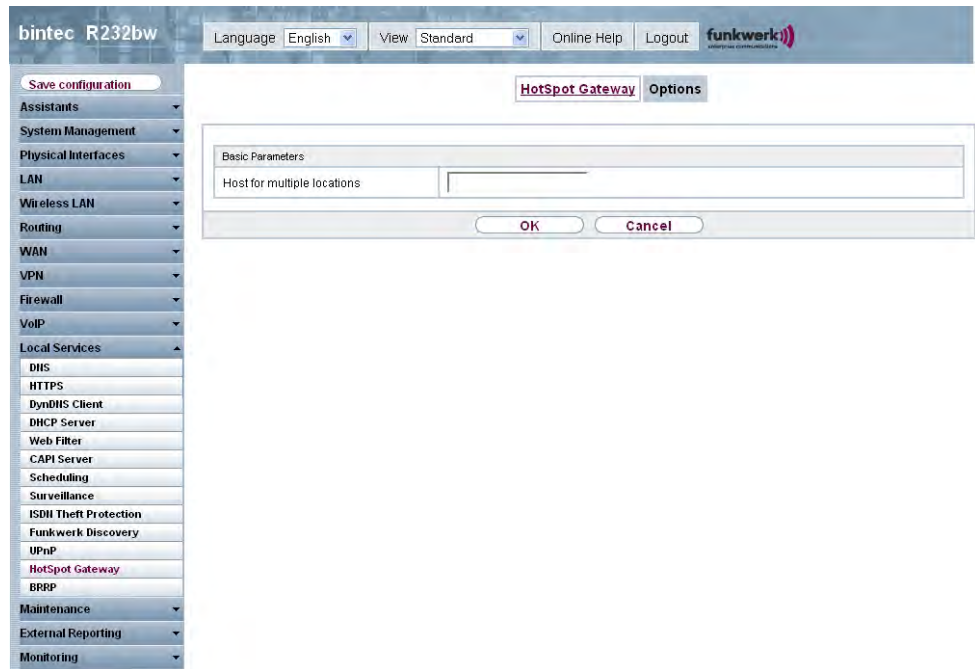 bintec R232bw
Language English View Standard Online Help Logout funkwerk
enterprise communications
Save configuration
Assistants
System Management
Physical Interfaces
LAN
Wireless LAN
Routing
WAN
VPN
Firewall
VoIP
Local Services
DNS
HTTPS
DynDNS Client
DHCP Server
Web Filter
CAPI Server
Scheduling
Surveillance
ISDN Theft Protection
Funkwerk Discovery
UPnP
HotSpot Gateway
BRRP
Maintenance
External Reporting
Monitoring
HotSpot Gateway Options
Basic Parameters
Host for multiple locations
OK Cancel